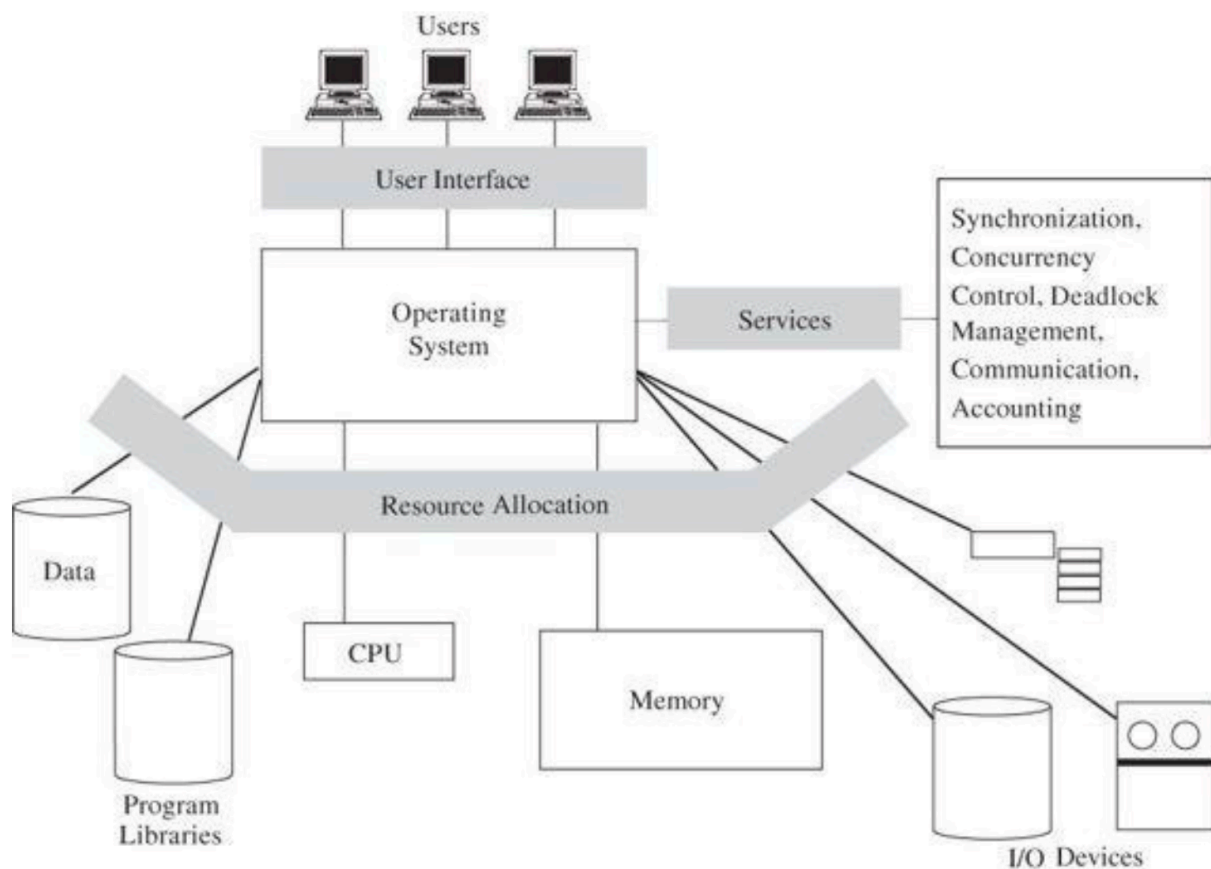 Users
User Interface
Operating
System
Services
Synchronization,
Concurrency
Control, Deadlock
Management,
Communication,
Accounting
Resource Allocation
Data
CPU
Memory
Program
Libraries
I/O Devices